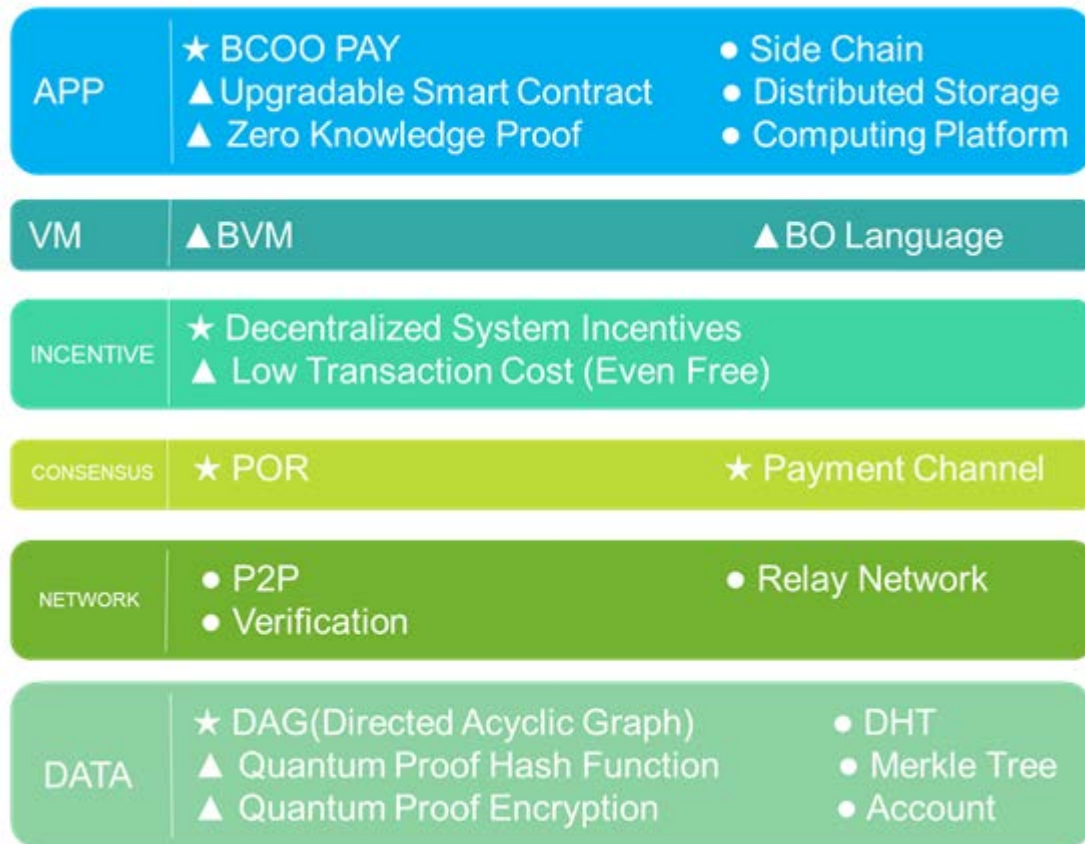 APP
★ BCOO PAY
▲Upgradable Smart Contract
▲ Zero Knowledge Proof
● Side Chain
● Distributed Storage
● Computing Platform
VM
▲BVM
▲BO Language
INCENTIVE
★ Decentralized System Incentives
▲ Low Transaction Cost (Even Free)
CONSENSUS
★ POR
★ Payment Channel
NETWORK
● P2P
● Verification
● Relay Network
DATA
★ DAG(Directed Acyclic Graph)
▲ Quantum Proof Hash Function
▲ Quantum Proof Encryption
● DHT
● Merkle Tree
● Account